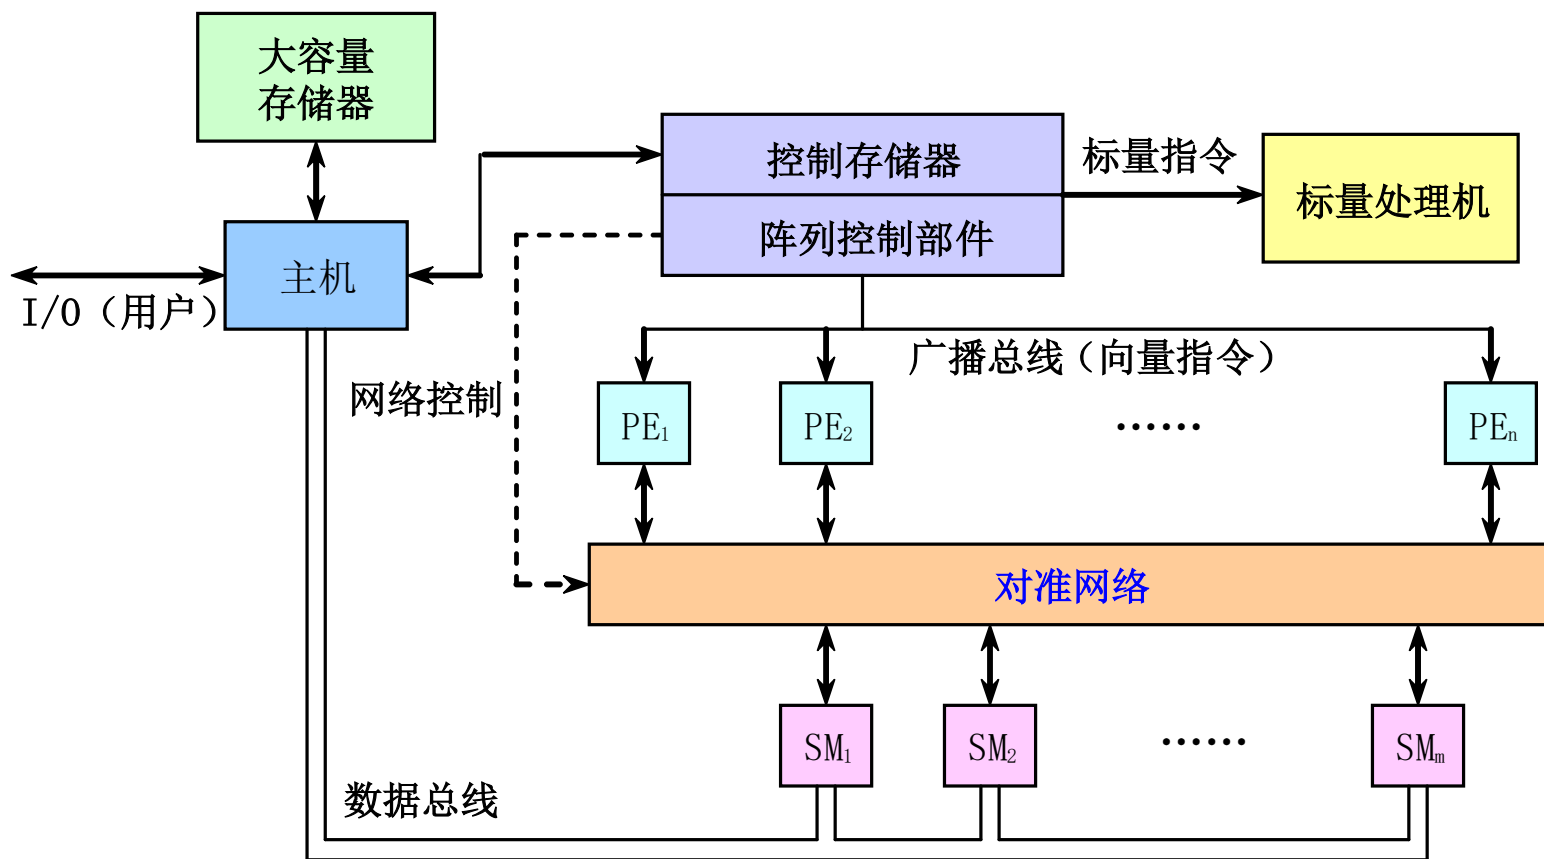 大容量
存储器
控制存储器
标量指令
标量处理机
阵列控制部件
主机
I/O（用户）
广播总线（向量指令）
网络控制
PE1
PE2
……
PEn
对准网络
SM1
SM2
……
SMm
数据总线